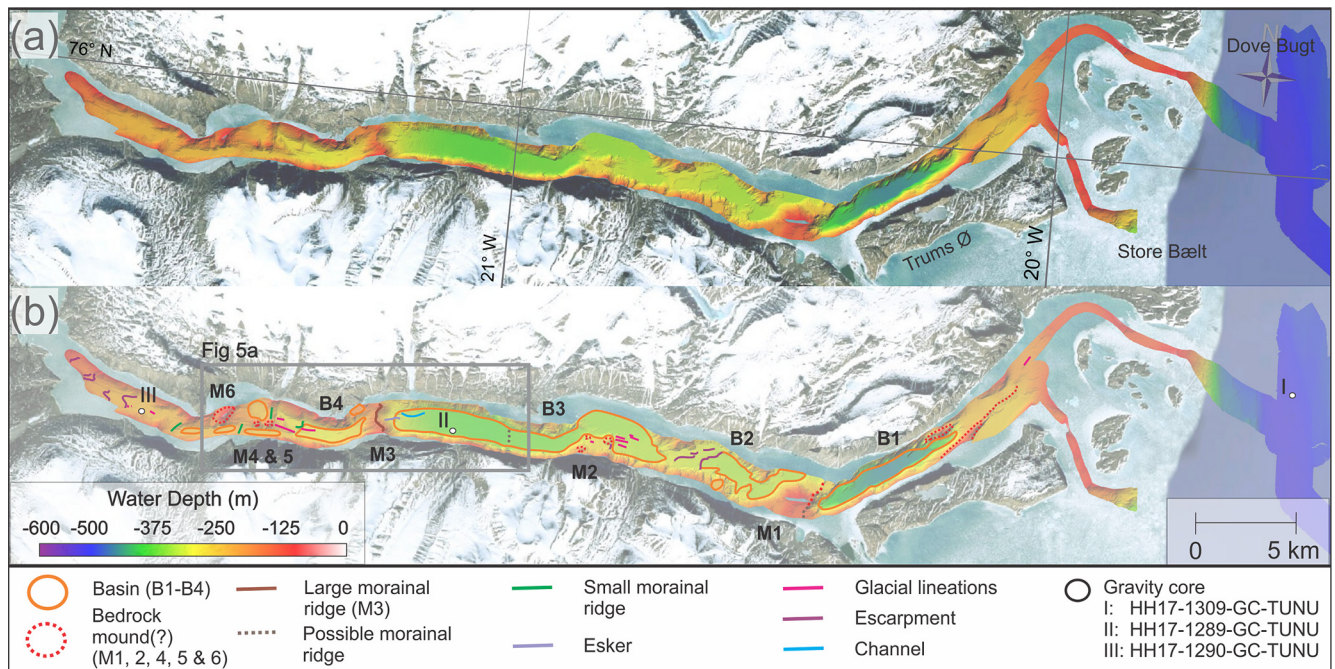 (a)
76° N
Dove Bugt
21° W
20° W
Trums Ø
Store Bælt
(b)
Fig 5a
III
M6
B4
II
B3
I
M4 & 5
M3
M2
B2
B1
M1
Water Depth (m)
-600 -500 -375 -250 -125 0
0 5 km
Basin (B1-B4)
Bedrock
mound(?)
(M1, 2, 4, 5 & 6)
Large morainal
ridge (M3)
Possible morainal
ridge
Small morainal
ridge
Esker
Glacial lineations
Escarpment
Channel
Gravity core
I: HH17-1309-GC-TUNU
II: HH17-1289-GC-TUNU
III: HH17-1290-GC-TUNU